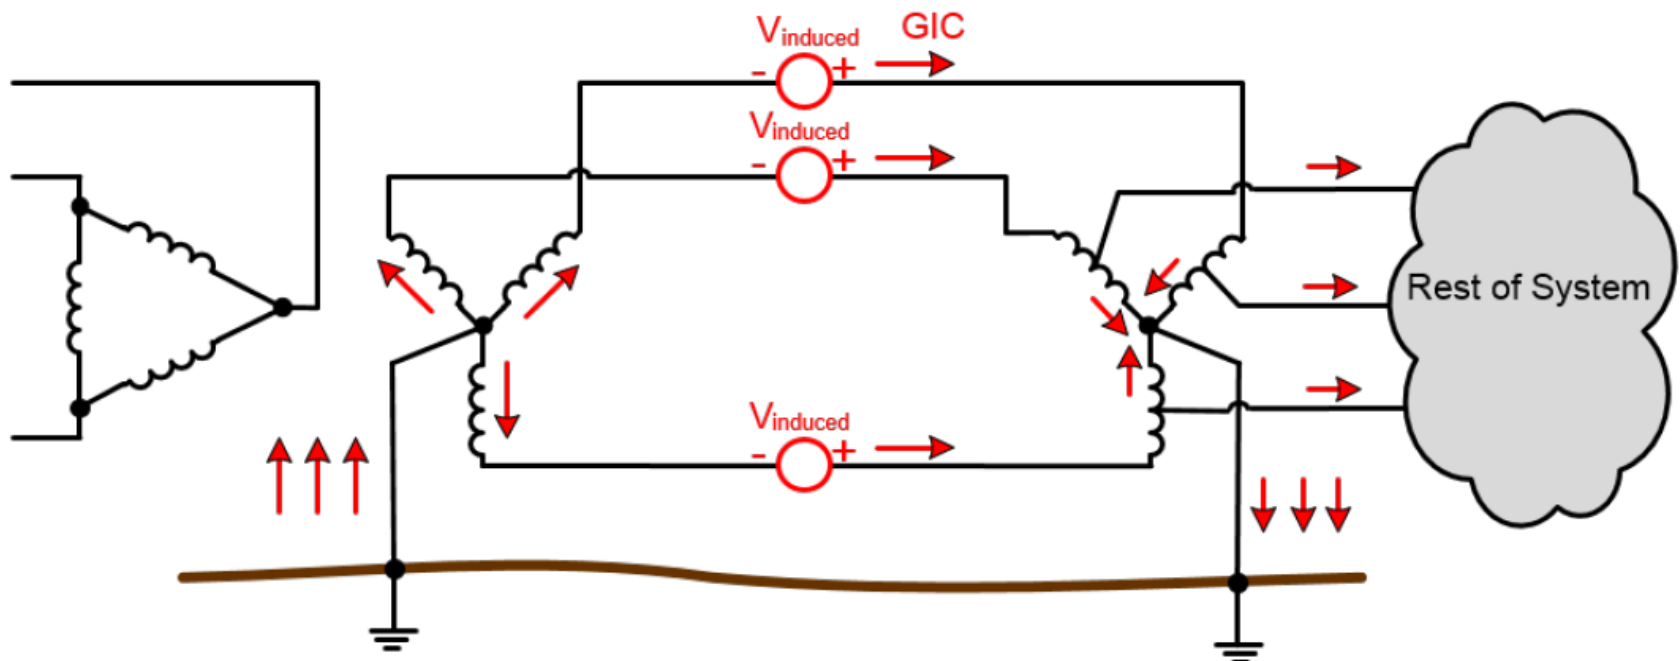 Vinduced
GIC
- +
Vinduced
- +
Rest of System
Vinduced
- +